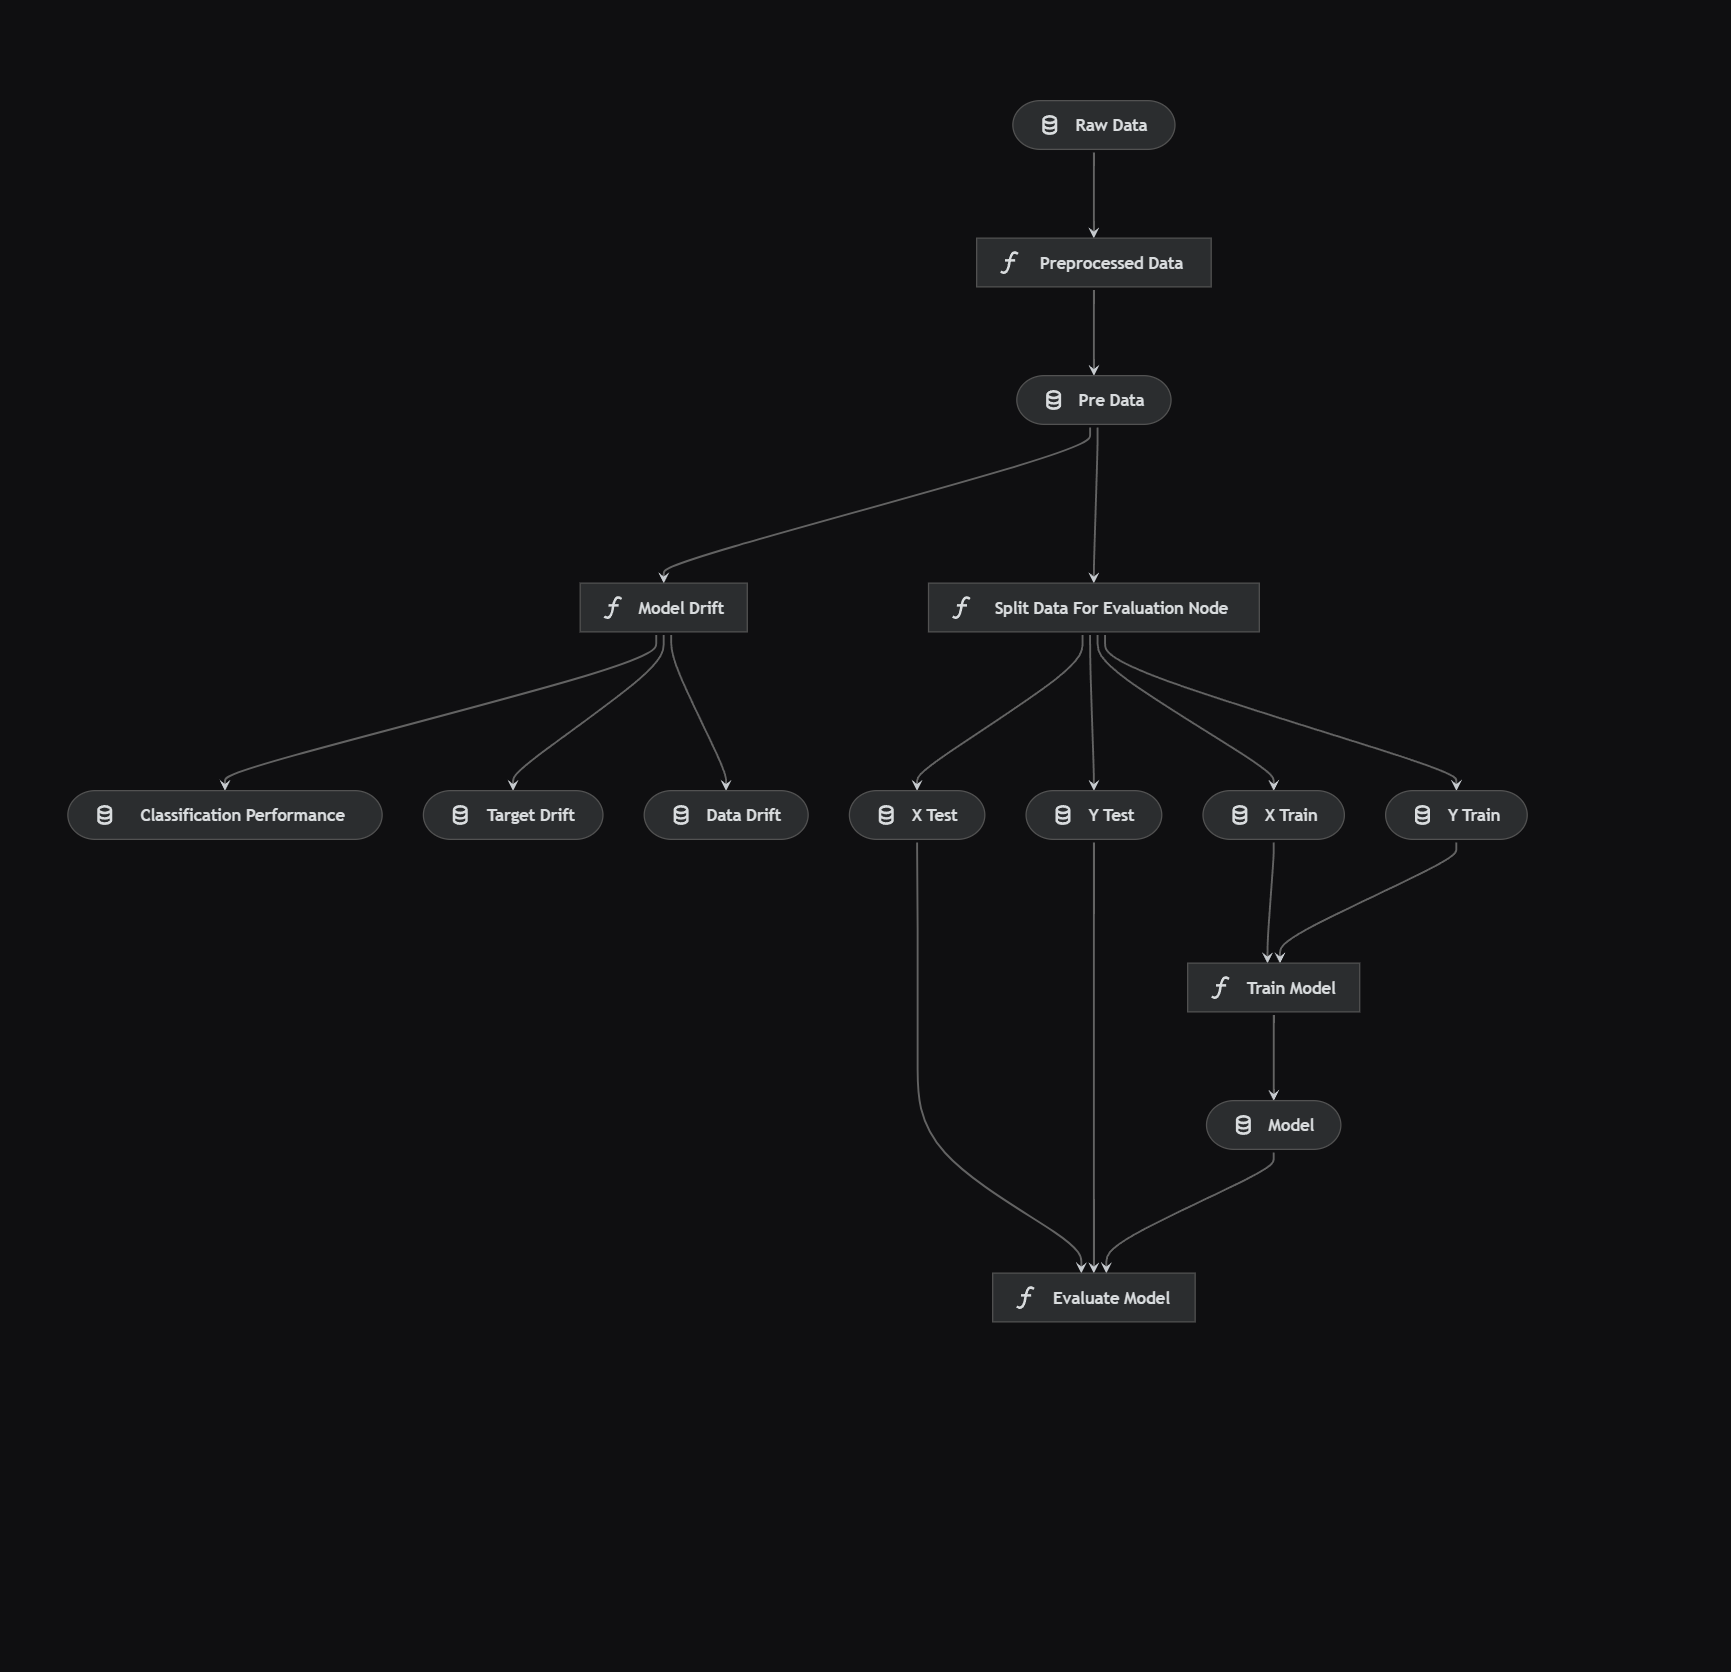 Raw Data
Preprocessed Data
Pre Data
Model Drift
Split Data For Evaluation Node
Classification Performance
Target Drift
Data Drift
X Test
Y Test
X Train
Y Train
Train Model
Model
Evaluate Model